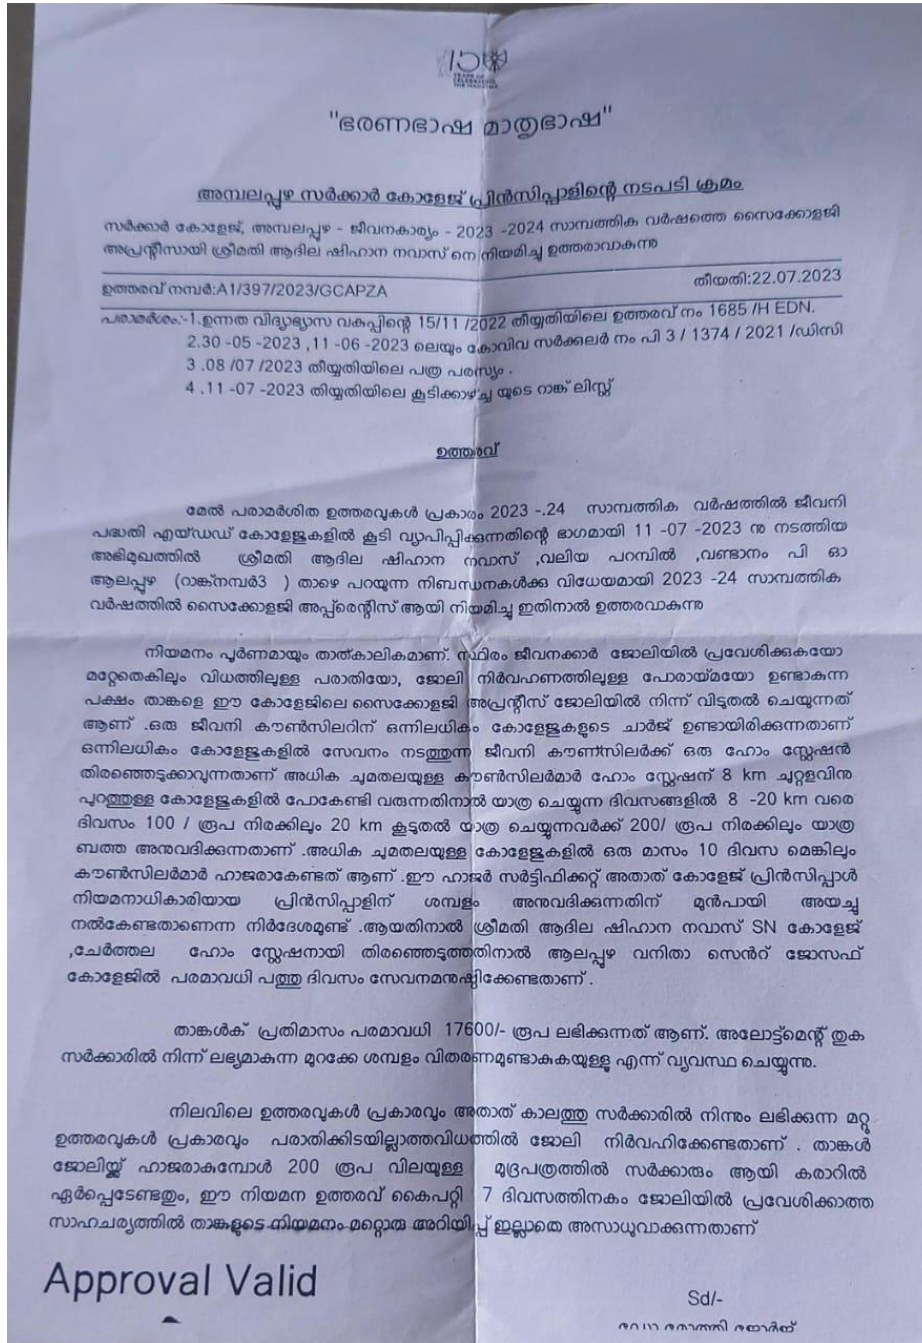 150
YEARS OF
CELEBRATING
THE MAHATMA
"ഭരണഭാഷ മാതൃഭാഷ"
അമ്പലപ്പുഴ സർക്കാർ കോളേജ് പ്രിൻസിപ്പാളിന്റെ നടപടി ക്രമം
സർക്കാർ കോളേജ്, അമ്പലപ്പുഴ - ജീവനകാര്യം - 2023 -2024 സാമ്പത്തിക വർഷത്തെ സൈക്കോളജി
അപ്രന്റീസായി ശ്രീമതി ആദില ഷിഹാന നവാസ് നെ നിയമിച്ച ഉത്തരാവാകുന്നു
ഉത്തരവ് നമ്പർ:A1/397/2023/GCAPZA തീയതി:22.07.2023
പരാമർശം:-1.ഉന്നത വിദ്യാഭ്യാസ വകുപ്പിന്റെ 15/11 /2022 തീയ്യതിയിലെ ഉത്തരവ് നം 1685 /H EDN.
2.30 -05 -2023 ,11 -06 -2023 ലെയും കോവിവ സർക്കുലർ നം പി 3 / 1374 / 2021 /ഡിസി
3 .08 /07 /2023 തീയ്യതിയിലെ പത്ര പരസ്യം .
4 .11 -07 -2023 തിയ്യതിയിലെ കൂടിക്കാഴ്ച്ച യുടെ റാങ്ക് ലിസ്റ്റ്
ഉത്തരവ്
മേൽ പരാമർശിത ഉത്തരവുകൾ പ്രകാരം 2023 -.24 സാമ്പത്തിക വർഷത്തിൽ ജീവനി
പദ്ധതി എയ്ഡഡ് കോളേജുകളിൽ കൂടി വ്യാപിപ്പിക്കുന്നതിന്റെ ഭാഗമായി 11 -07 -2023 നു നടത്തിയ
അഭിമുഖത്തിൽ ശ്രീമതി ആദില ഷിഹാന നവാസ് ,വലിയ പറമ്പിൽ ,വണ്ടാനം പി ഓ
ആലപ്പുഴ (റാങ്ക്നമ്പർ3 ) താഴെ പറയുന്ന നിബന്ധനകൾക്കു വിധേയമായി 2023 -24 സാമ്പത്തിക
വർഷത്തിൽ സൈക്കോളജി അപ്പ്രെന്റിസ് ആയി നിയമിച്ചു ഇതിനാൽ ഉത്തരവാകുന്നു
നിയമനം പൂർണമായും താത്കാലികമാണ്. സ്ഥിരം ജീവനക്കാർ ജോലിയിൽ പ്രവേശിക്കുകയോ
മറ്റേതെകിലും വിധത്തിലുള്ള പരാതിയോ, ജോലി നിർവഹണത്തിലുള്ള പോരായ്മയോ ഉണ്ടാകുന്ന
പക്ഷം താങ്കളെ ഈ കോളേജിലെ സൈക്കോളജി അപ്രന്റീസ് ജോലിയിൽ നിന്ന് വിടുതൽ ചെയുന്നത്
ആണ് .ഒരു ജീവനി കൗൺസിലറിന് ഒന്നിലധികം കോളേജുകളുടെ ചാർജ് ഉണ്ടായിരിക്കുന്നതാണ്
ഒന്നിലധികം കോളേജുകളിൽ സേവനം നടത്തുന്ന ജീവനി കൗൺസിലർക്ക് ഒരു ഹോം സ്റ്റേഷൻ
തിരഞ്ഞെടുക്കാവുന്നതാണ് അധിക ചുമതലയുള്ള കൗൺസിലർമാർ ഹോം സ്റ്റേഷന് 8 km ചുറ്റളവിനു
പുറത്തുള്ള കോളേജുകളിൽ പോകേണ്ടി വരുന്നതിനാൽ യാത്ര ചെയ്യുന്ന ദിവസങ്ങളിൽ 8 -20 km വരെ
ദിവസം 100 / രൂപ നിരക്കിലും 20 km കൂടുതൽ യാത്ര ചെയ്യുന്നവർക്ക് 200/ രൂപ നിരക്കിലും യാത്ര
ബത്ത അനുവദിക്കുന്നതാണ് .അധിക ചുമതലയുള്ള കോളേജുകളിൽ ഒരു മാസം 10 ദിവസ മെങ്കിലും
കൗൺസിലർമാർ ഹാജരാകേണ്ടത് ആണ് .ഈ ഹാജർ സർട്ടിഫിക്കറ്റ് അതാത് കോളേജ് പ്രിൻസിപ്പാൾ
നിയമനാധികാരിയായ പ്രിൻസിപ്പാളിന് ശമ്പളം അനുവദിക്കുന്നതിന് മുൻപായി അയച്ചു
നൽകേണ്ടതാണെന്ന നിർദേശമുണ്ട് .ആയതിനാൽ ശ്രീമതി ആദില ഷിഹാന നവാസ് SN കോളേജ്
,ചേർത്തല ഹോം സ്റ്റേഷനായി തിരഞ്ഞെടുത്തതിനാൽ ആലപ്പുഴ വനിതാ സെൻറ് ജോസഫ്
കോളേജിൽ പരമാവധി പത്തു ദിവസം സേവനമനുഷ്ഠിക്കേണ്ടതാണ് .
താങ്കൾക് പ്രതിമാസം പരമാവധി 17600/- രൂപ ലഭിക്കുന്നത് ആണ്. അലോട്ട്മെന്റ് തുക
സർക്കാരിൽ നിന്ന് ലഭ്യമാകുന്ന മുറക്കേ ശമ്പളം വിതരണമുണ്ടാകുകയുള്ളൂ എന്ന് വ്യവസ്ഥ ചെയ്യുന്നു.
നിലവിലെ ഉത്തരവുകൾ പ്രകാരവും അതാത് കാലത്തു സർക്കാരിൽ നിന്നും ലഭിക്കുന്ന മറ്റു
ഉത്തരവുകൾ പ്രകാരവും പരാതിക്കിടയില്ലാത്തവിധത്തിൽ ജോലി നിർവഹിക്കേണ്ടതാണ് . താങ്കൾ
ജോലിയ്ക്ക് ഹാജരാകുമ്പോൾ 200 രൂപ വിലയുള്ള മുദ്രപത്രത്തിൽ സർക്കാരും ആയി കരാറിൽ
ഏർപ്പെടേണ്ടതും, ഈ നിയമന ഉത്തരവ് കൈപറ്റി 7 ദിവസത്തിനകം ജോലിയിൽ പ്രവേശിക്കാത്ത
സാഹചര്യത്തിൽ താങ്കളുടെ നിയമനം മറ്റൊരു അറിയിപ്പ് ഇല്ലാതെ അസാധുവാക്കുന്നതാണ്
Approval Valid
Sd/-